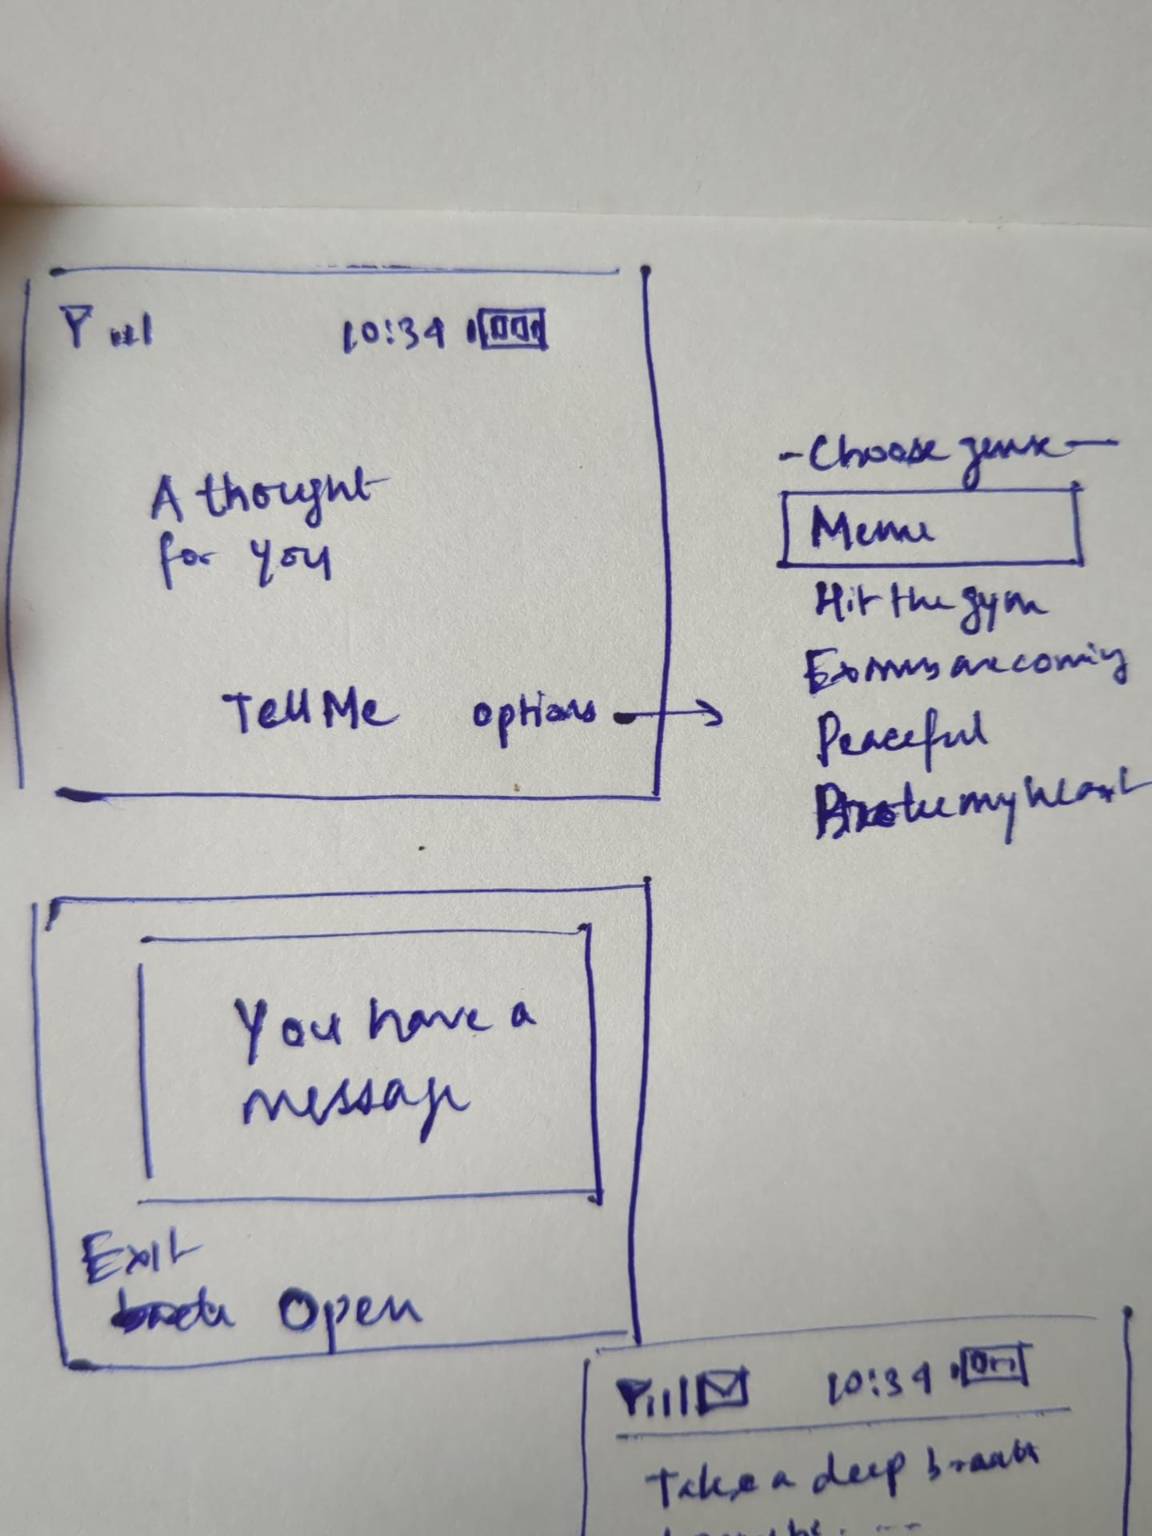 10:34
A thought
for you
Tell Me options
-Choose genre-
Meme
Hit the gym
Exams are coming
Peaceful
Broke my heart
You have a
message
Exit
Open
10:34
Take a deep breath